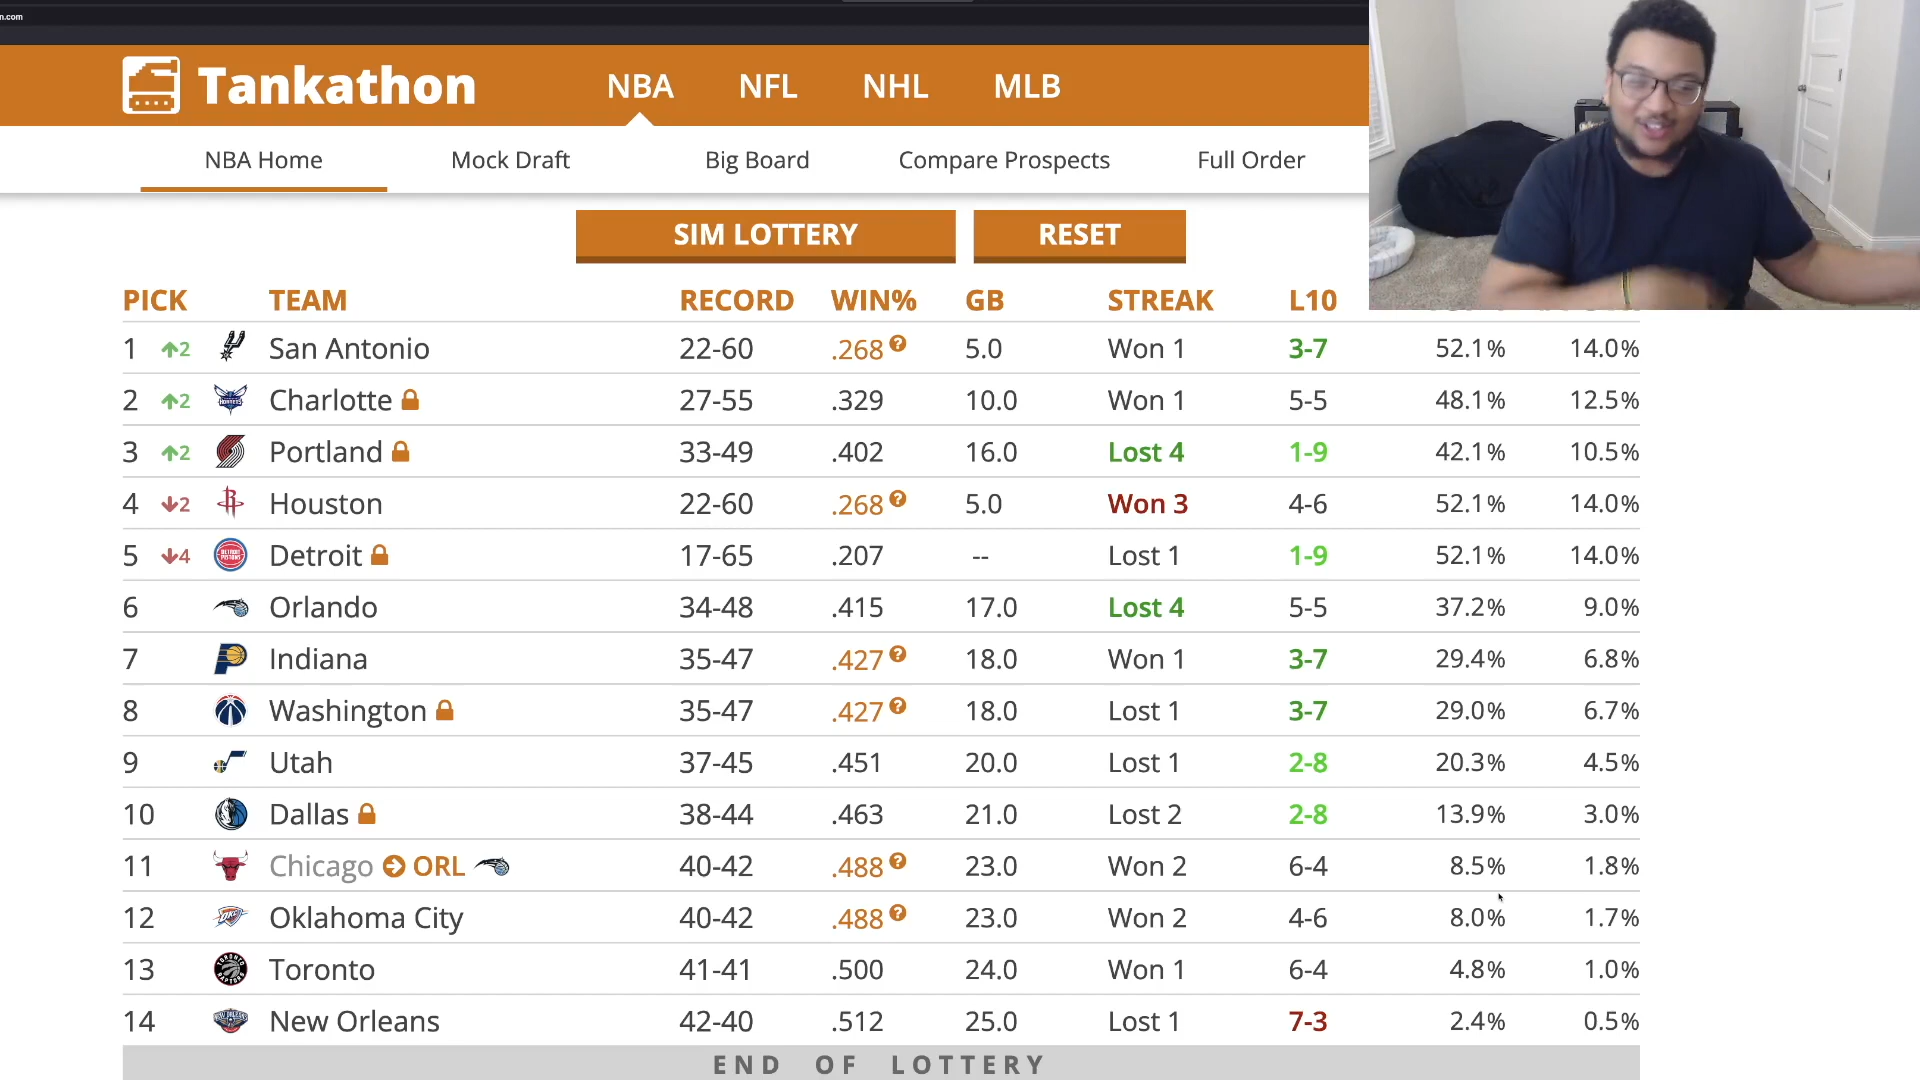 n.com
Tankathon NBA NFL NHL MLB
NBA Home Mock Draft Big Board Compare Prospects Full Order
SIM LOTTERY RESET
PICK TEAM RECORD WIN% GB STREAK L10
1 2 San Antonio 22-60 .268 ? 5.0 Won 1 3-7 52.1% 14.0%
2 2 HORNETS Charlotte 27-55 .329 10.0 Won 1 5-5 48.1% 12.5%
3 2 Portland 33-49 .402 16.0 Lost 4 1-9 42.1% 10.5%
4 2 R Houston 22-60 .268 ? 5.0 Won 3 4-6 52.1% 14.0%
5 4 DETROIT PISTONS Detroit 17-65 .207 -- Lost 1 1-9 52.1% 14.0%
6 Orlando 34-48 .415 17.0 Lost 4 5-5 37.2% 9.0%
7 P Indiana 35-47 .427 ? 18.0 Won 1 3-7 29.4% 6.8%
8 Washington 35-47 .427 ? 18.0 Lost 1 3-7 29.0% 6.7%
9 Utah 37-45 .451 20.0 Lost 1 2-8 20.3% 4.5%
10 Dallas 38-44 .463 21.0 Lost 2 2-8 13.9% 3.0%
11 Chicago ORL 40-42 .488 ? 23.0 Won 2 6-4 8.5% 1.8%
12 OKC Oklahoma City 40-42 .488 ? 23.0 Won 2 4-6 8.0% 1.7%
13 TORONTO RAPTORS Toronto 41-41 .500 24.0 Won 1 6-4 4.8% 1.0%
14 New Orleans 42-40 .512 25.0 Lost 1 7-3 2.4% 0.5%
END OF LOTTERY